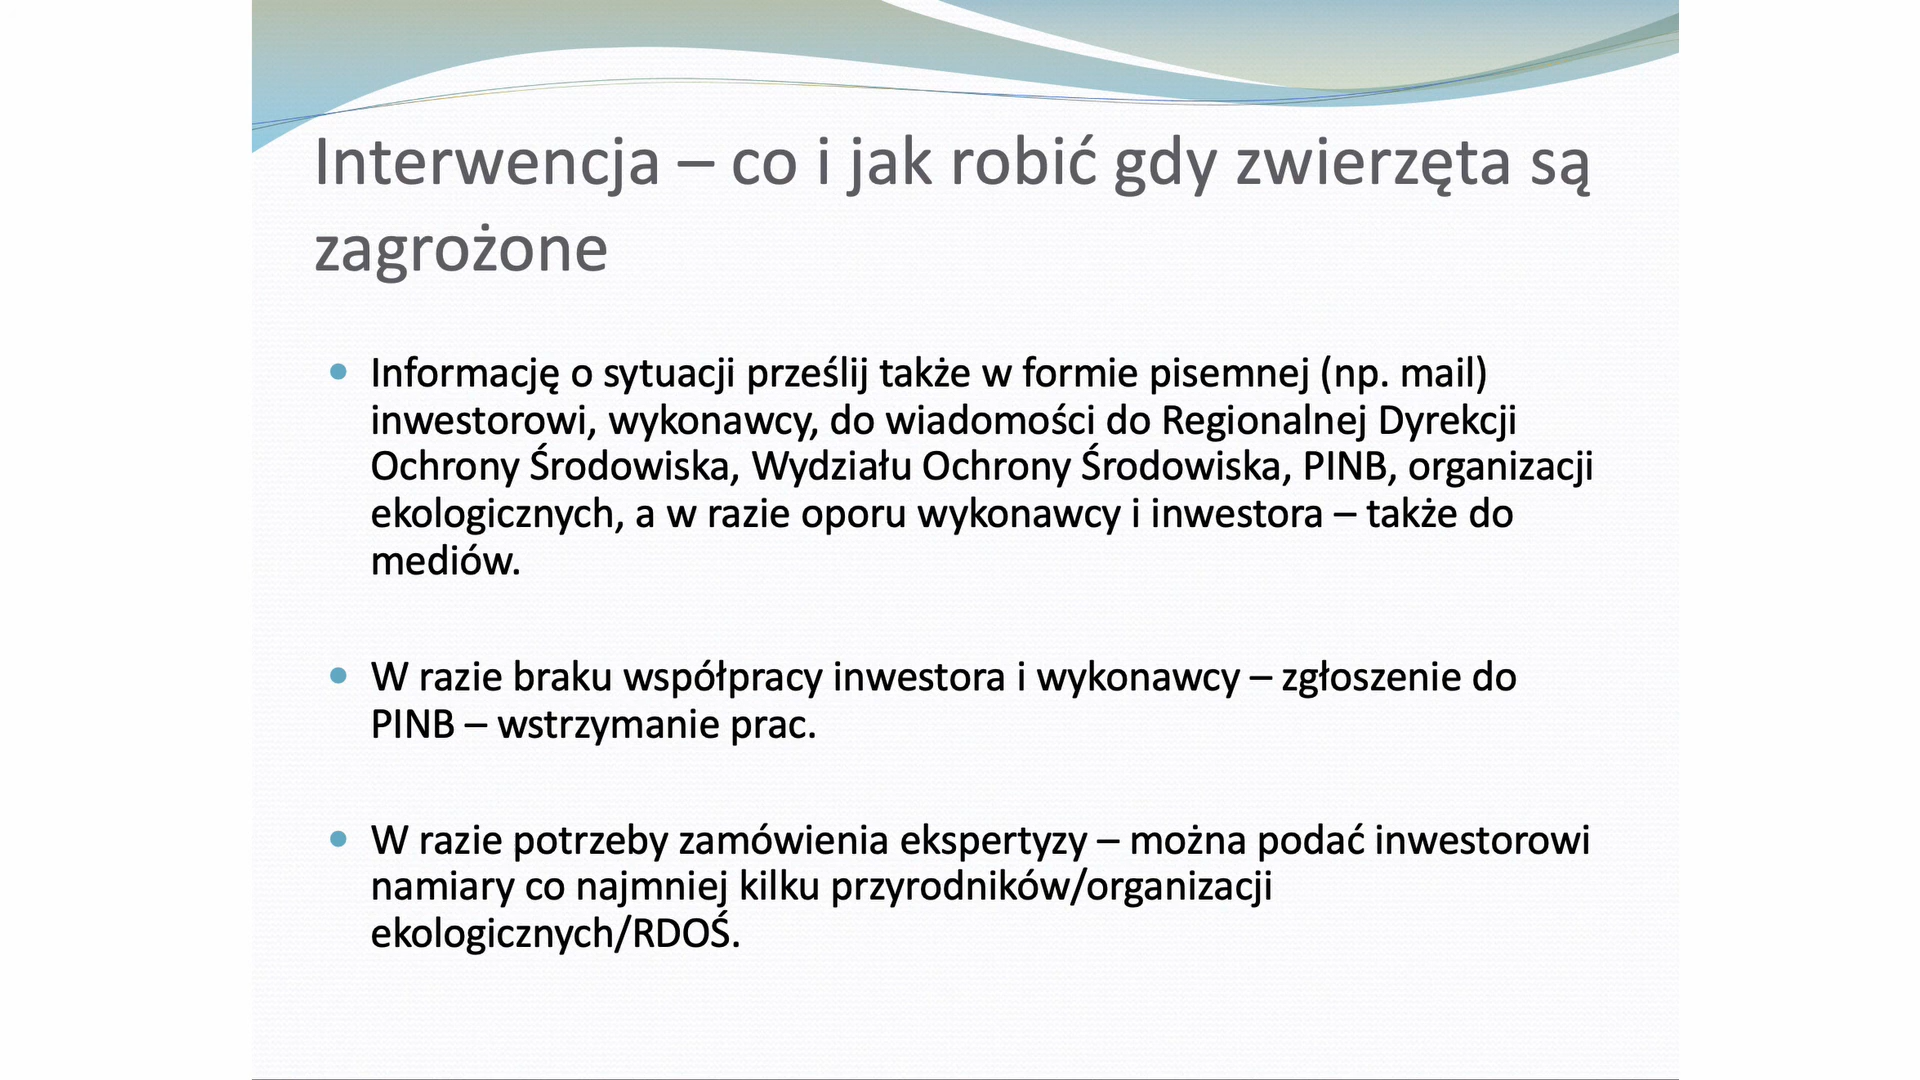 Interwencja – co i jak robić gdy zwierzęta są
zagrożone
• Informację o sytuacji prześlij także w formie pisemnej (np. mail)
inwestorowi, wykonawcy, do wiadomości do Regionalnej Dyrekcji
Ochrony Środowiska, Wydziału Ochrony Środowiska, PINB, organizacji
ekologicznych, a w razie oporu wykonawcy i inwestora – także do
mediów.
• W razie braku współpracy inwestora i wykonawcy – zgłoszenie do
PINB – wstrzymanie prac.
• W razie potrzeby zamówienia ekspertyzy – można podać inwestorowi
namiary co najmniej kilku przyrodników/organizacji
ekologicznych/RDOŚ.